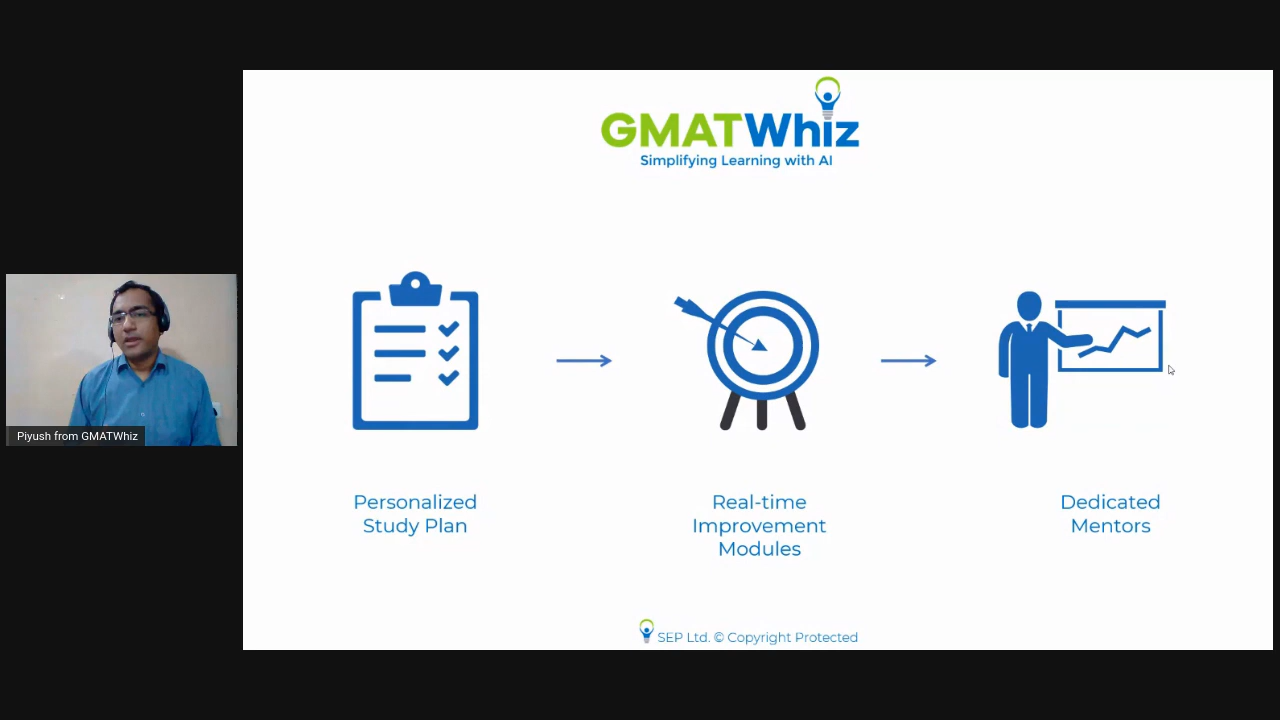 GMATWhiz
Simplifying Learning with AI
Piyush from GMATWhiz
Personalized
Study Plan
Real-time
Improvement
Modules
Dedicated
Mentors
SEP Ltd. © Copyright Protected